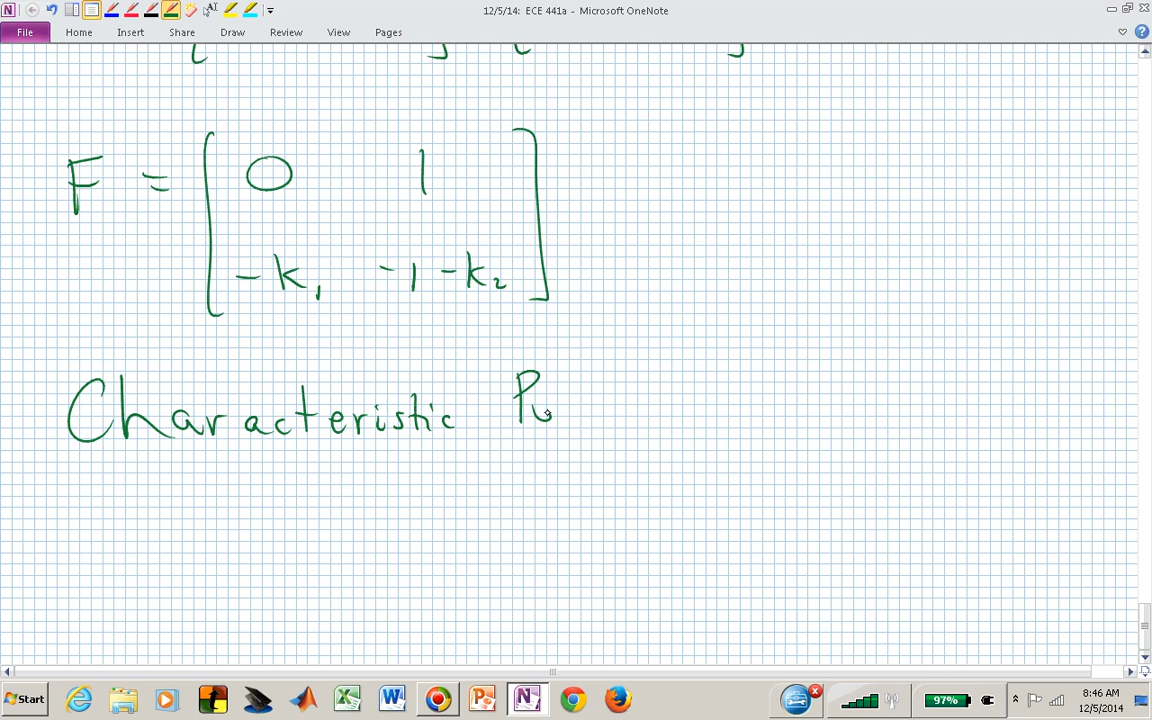 12/5/14: ECE 441a - Microsoft OneNote
File Home Insert Share Draw Review View Pages
F = [ 0 1
-k₁ -1 -k₂ ]
Characteristic Po
Start
97%
8:46 AM
12/5/2014